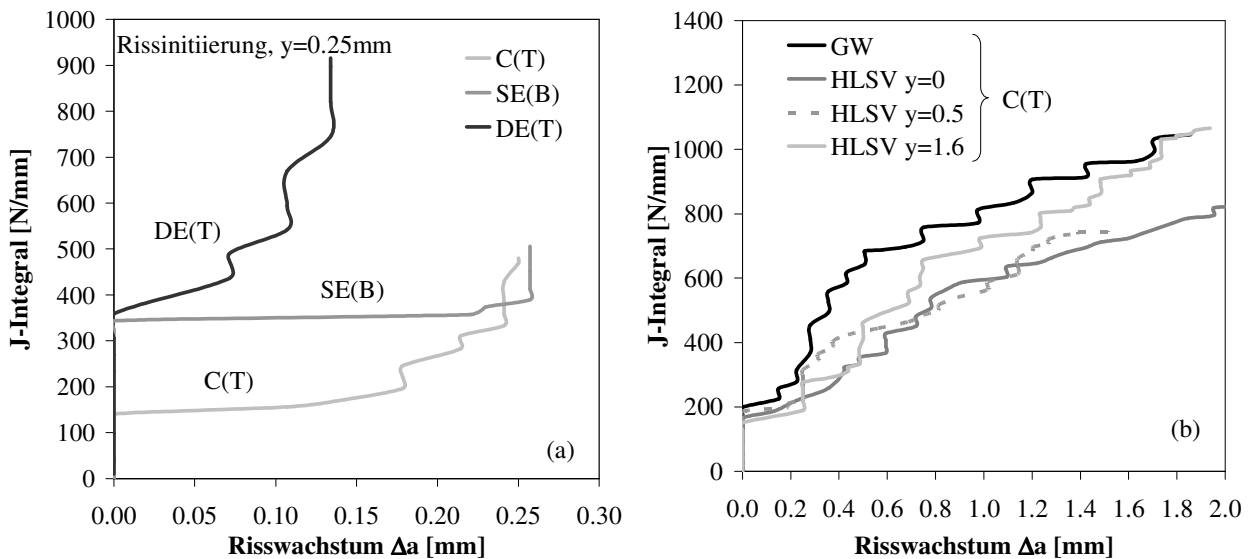 1000
900
800
700
600
500
400
300
200
100
0
J-Integral [N/mm]
Rissinitiierung, y=0.25mm
C(T)
SE(B)
DE(T)
DE(T)
SE(B)
C(T)
(a)
0.00 0.05 0.10 0.15 0.20 0.25 0.30
Risswachstum Δa [mm]
1400
1200
1000
800
600
400
200
0
J-Integral [N/mm]
GW
HLSV y=0
HLSV y=0.5
HLSV y=1.6
C(T)
(b)
0.0 0.2 0.4 0.6 0.8 1.0 1.2 1.4 1.6 1.8 2.0
Risswachstum Δa [mm]